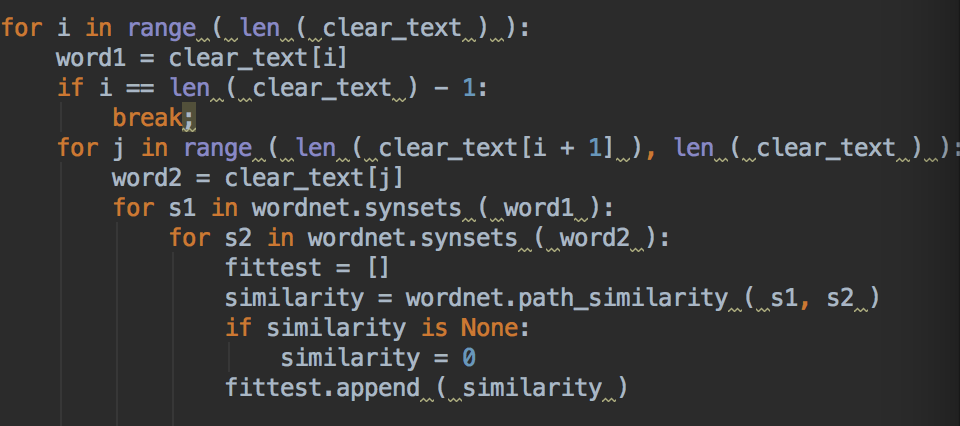 for i in range ( len ( clear_text ) ):
    word1 = clear_text[i]
    if i == len ( clear_text ) - 1:
        break;
    for j in range ( len ( clear_text[i + 1] ), len ( clear_text ) ):
        word2 = clear_text[j]
        for s1 in wordnet.synsets ( word1 ):
            for s2 in wordnet.synsets ( word2 ):
                fittest = []
                similarity = wordnet.path_similarity ( s1, s2 )
                if similarity is None:
                    similarity = 0
                fittest.append ( similarity )